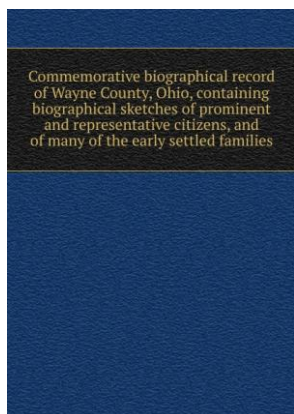 Commemorative biographical record
of Wayne County, Ohio, containing
biographical sketches of prominent
and representative citizens, and
of many of the early settled families